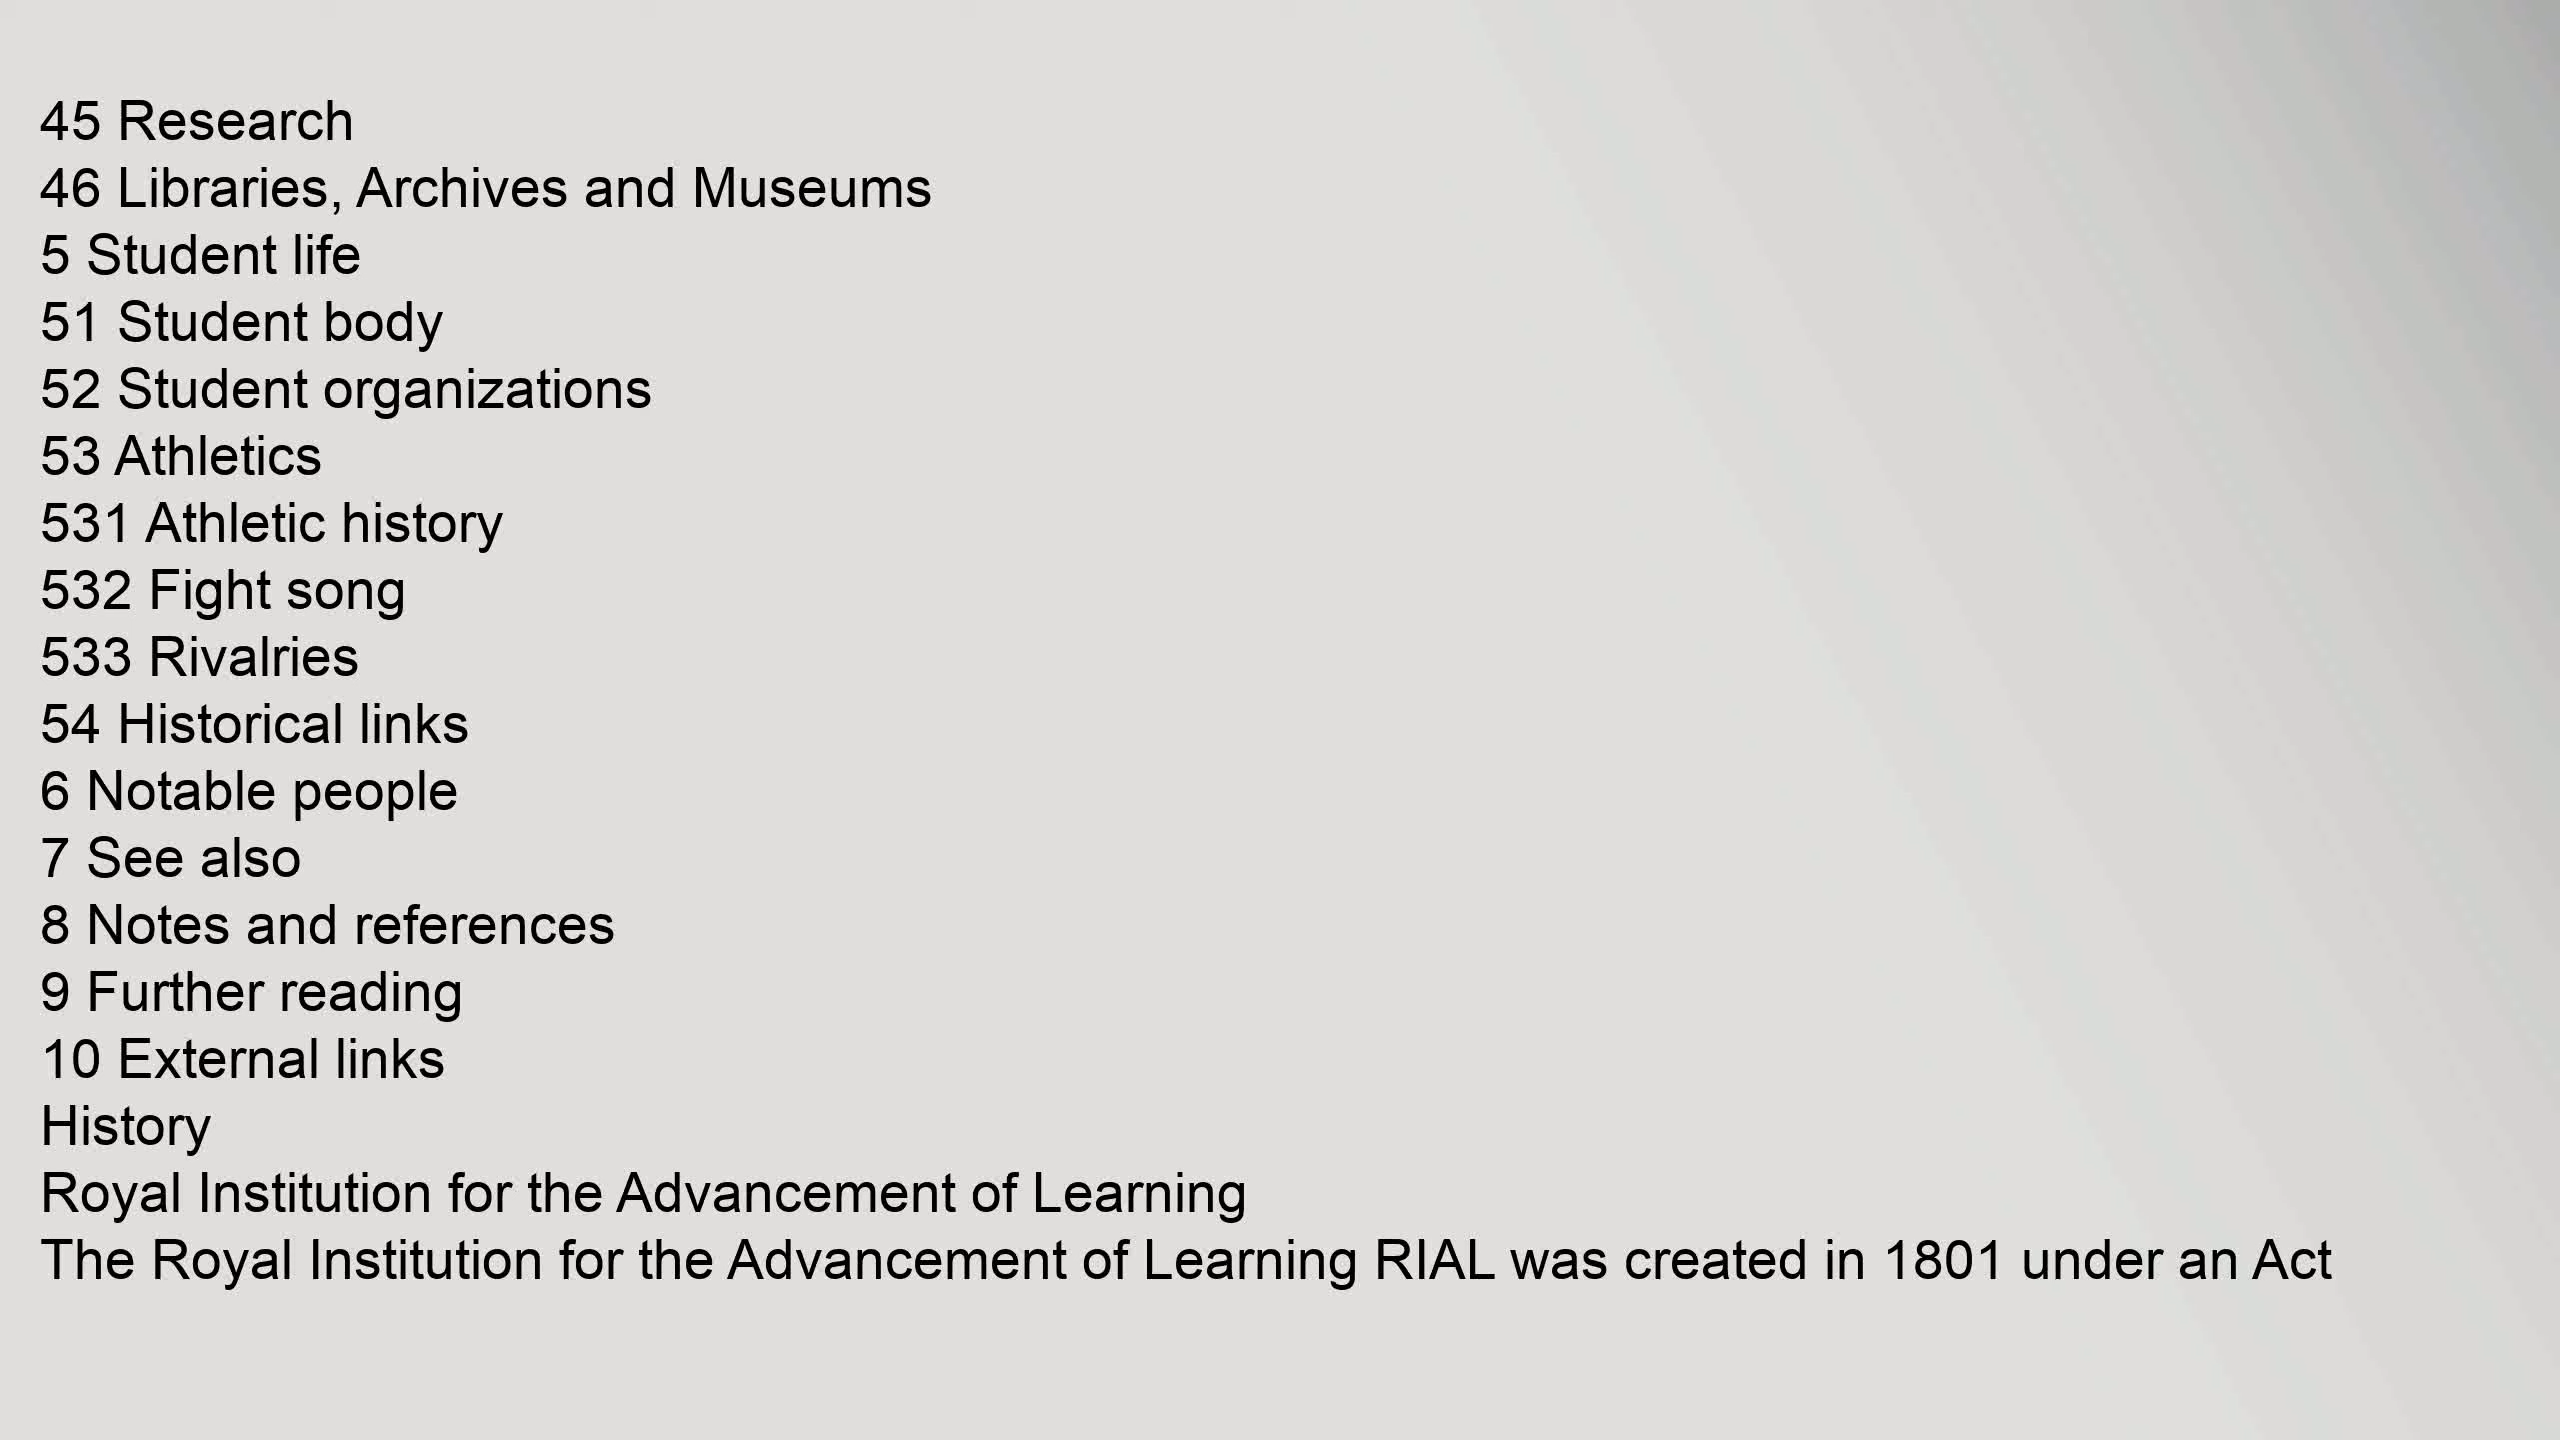 45 Research
46 Libraries, Archives and Museums
5 Student life
51 Student body
52 Student organizations
53 Athletics
531 Athletic history
532 Fight song
533 Rivalries
54 Historical links
6 Notable people
7 See also
8 Notes and references
9 Further reading
10 External links
History
Royal Institution for the Advancement of Learning
The Royal Institution for the Advancement of Learning RIAL was created in 1801 under an Act